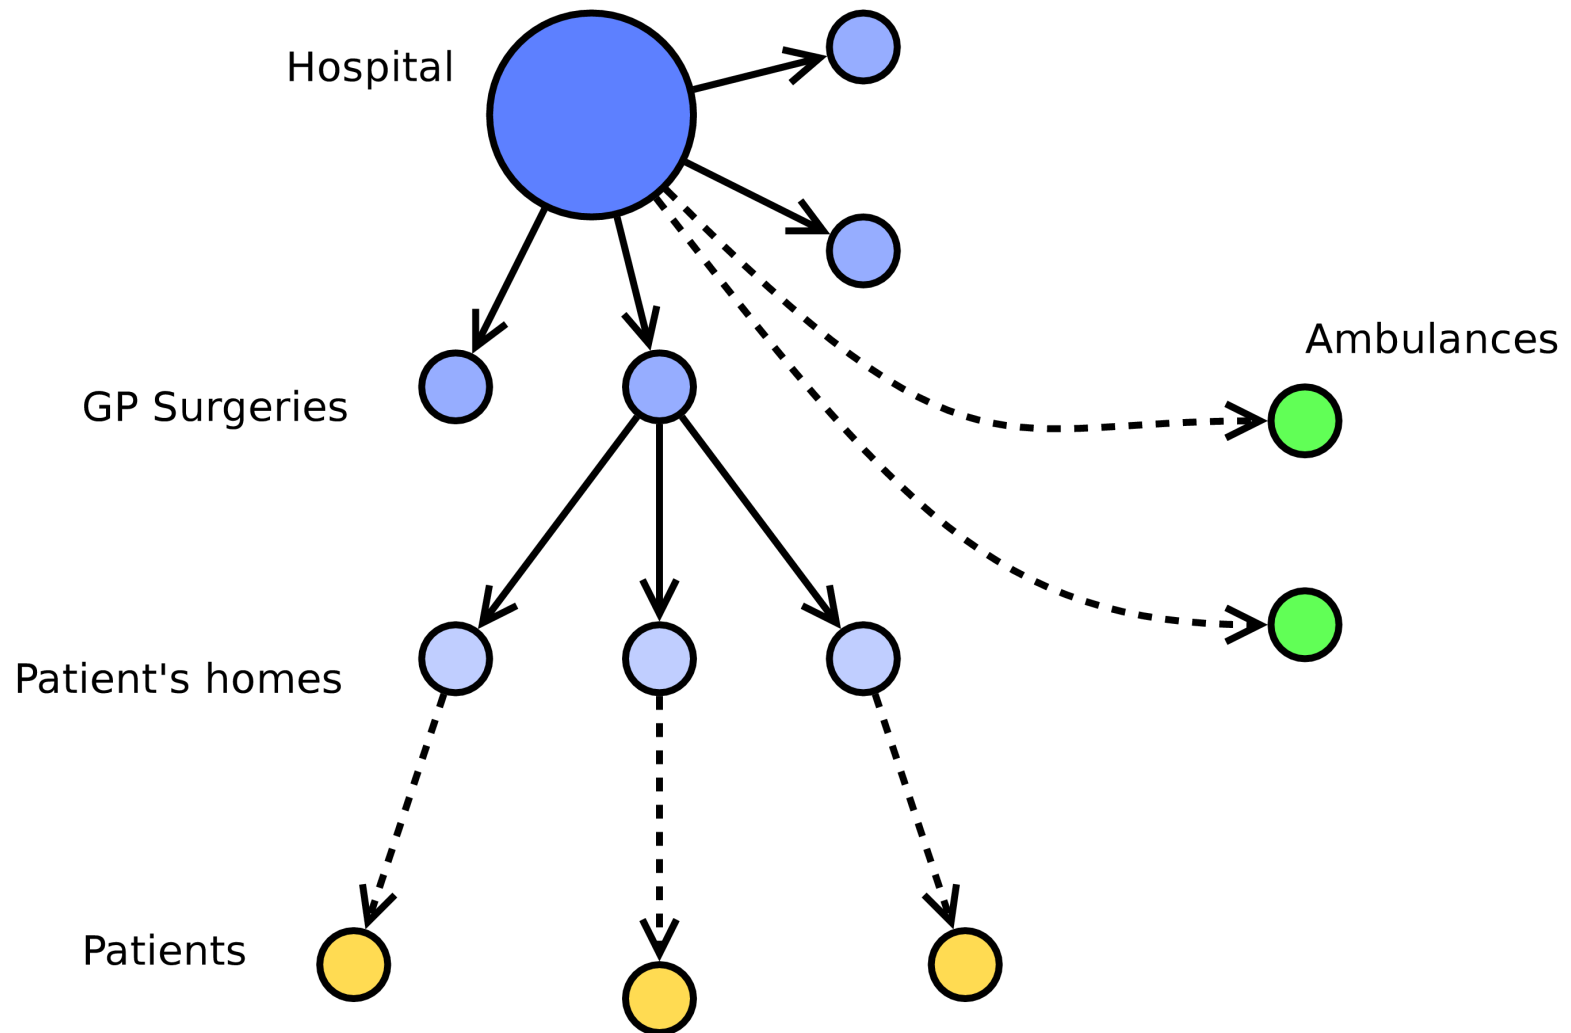 Hospital
Ambulances
GP Surgeries
Patient's homes
Patients